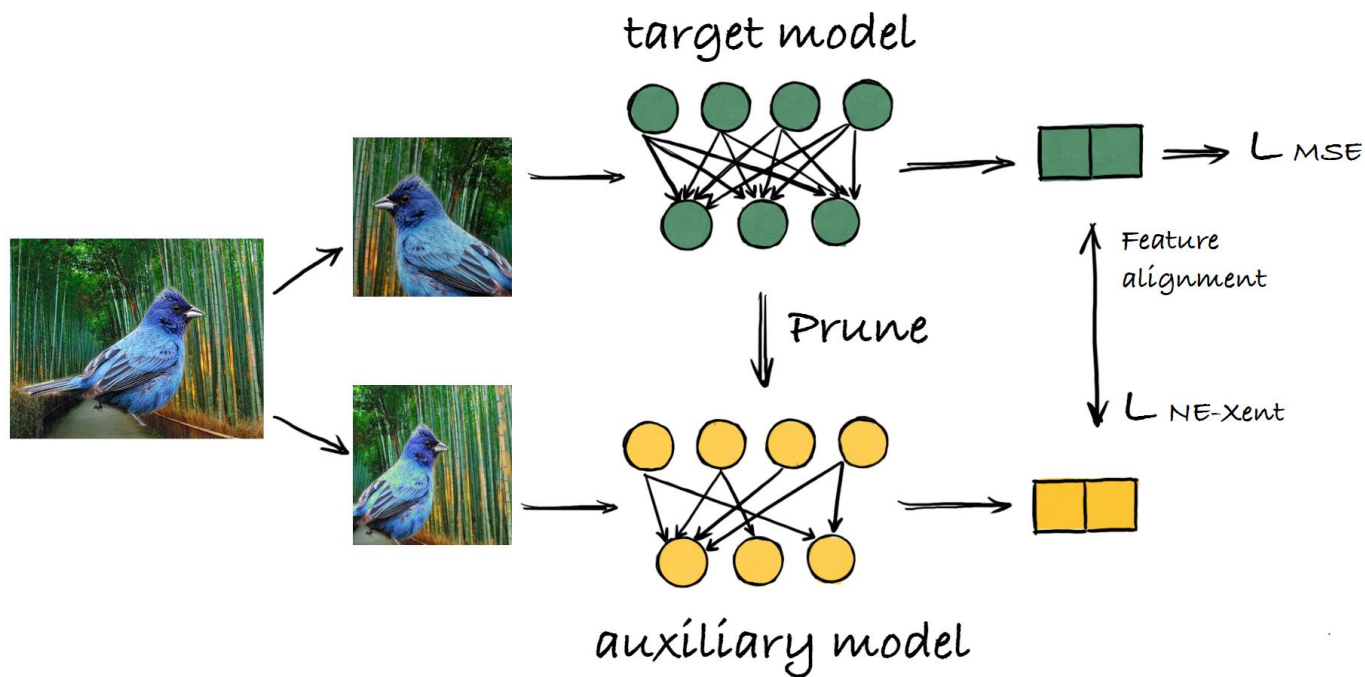 target model
L MSE
Feature
alignment
Prune
L NE-Xent
auxiliary model